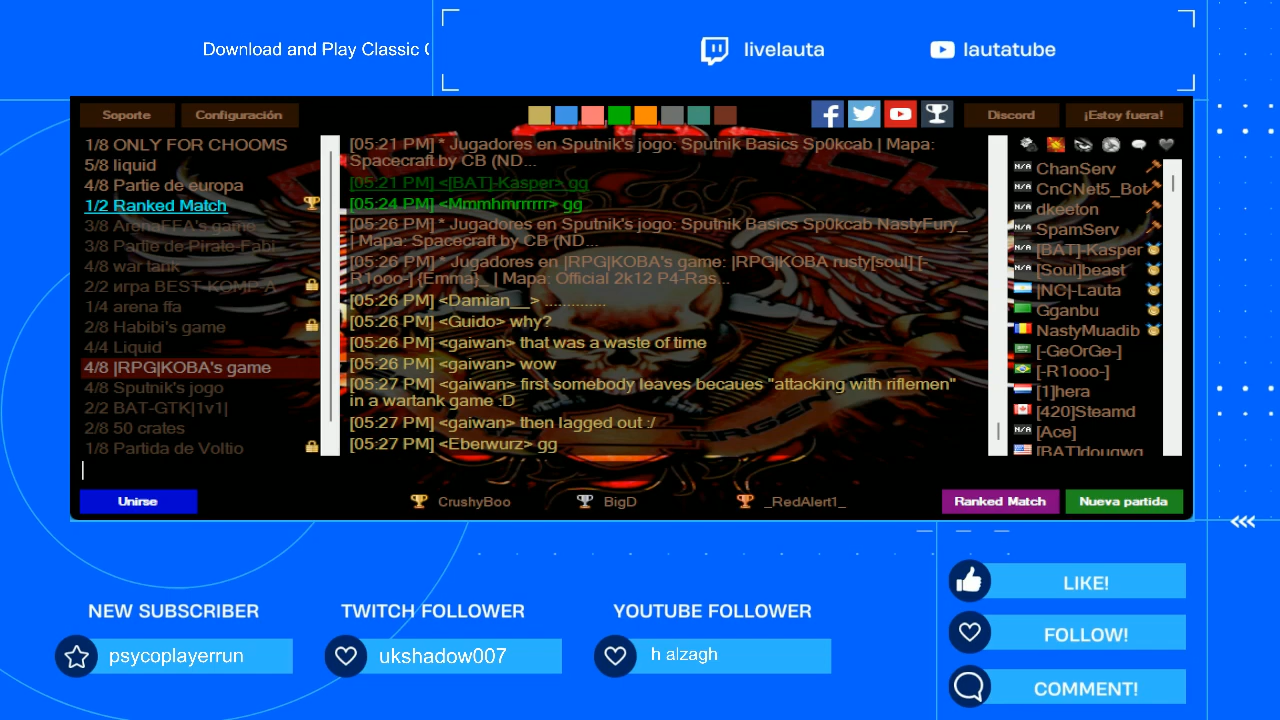 Download and Play Classic
livelauta
lautatube
Soporte
Configuración
Discord
¡Estoy fuera!
1/8 ONLY FOR CHOOMS
5/8 liquid
4/8 Partie de europa
1/2 Ranked Match
3/8 ArenaFFA's game
3/8 Partie de Pirate-Fabi
4/8 war tank
2/2 игра BEST-KOMP-A
1/4 arena ffa
2/8 Habibi's game
4/4 Liquid
4/8 |RPG|KOBA's game
4/8 Sputnik's jogo
2/2 BAT-GTK|1v1|
2/8 50 crates
1/8 Partida de Voltio
[05:21 PM] * Jugadores en Sputnik's jogo: Sputnik Basics Sp0kcab | Mapa:
Spacecraft by CB (ND...
[05:21 PM] <[BAT]-Kasper> gg
[05:24 PM] <Mmmhmrrrrrr> gg
[05:26 PM] * Jugadores en Sputnik's jogo: Sputnik Basics Sp0kcab NastyFury_
| Mapa: Spacecraft by CB (ND...
[05:26 PM] * Jugadores en |RPG|KOBA's game: |RPG|KOBA rusty[soul] [-
R1ooo-] {Emma}_ | Mapa: Official 2k12 P4-Ras...
[05:26 PM] <Damian__> ..............
[05:26 PM] <Guido> why?
[05:26 PM] <gaiwan> that was a waste of time
[05:26 PM] <gaiwan> wow
[05:27 PM] <gaiwan> first somebody leaves becaues "attacking with riflemen"
in a wartank game :D
[05:27 PM] <gaiwan> then lagged out :/
[05:27 PM] <Eberwurz> gg
N/A ChanServ
N/A CnCNet5_Bot
N/A dkeeton
N/A SpamServ
N/A [BAT]-Kasper
N/A [Soul]beast
|NC|-Lauta
Gganbu
NastyMuadib
[-GeOrGe-]
[-R1ooo-]
[1]hera
[420]Steamd
N/A [Ace]
[BAT]dougwg
Unirse
CrushyBoo
BigD
_RedAlert1_
Ranked Match
Nueva partida
NEW SUBSCRIBER
psycoplayerrun
TWITCH FOLLOWER
ukshadow007
YOUTUBE FOLLOWER
h alzagh
LIKE!
FOLLOW!
COMMENT!